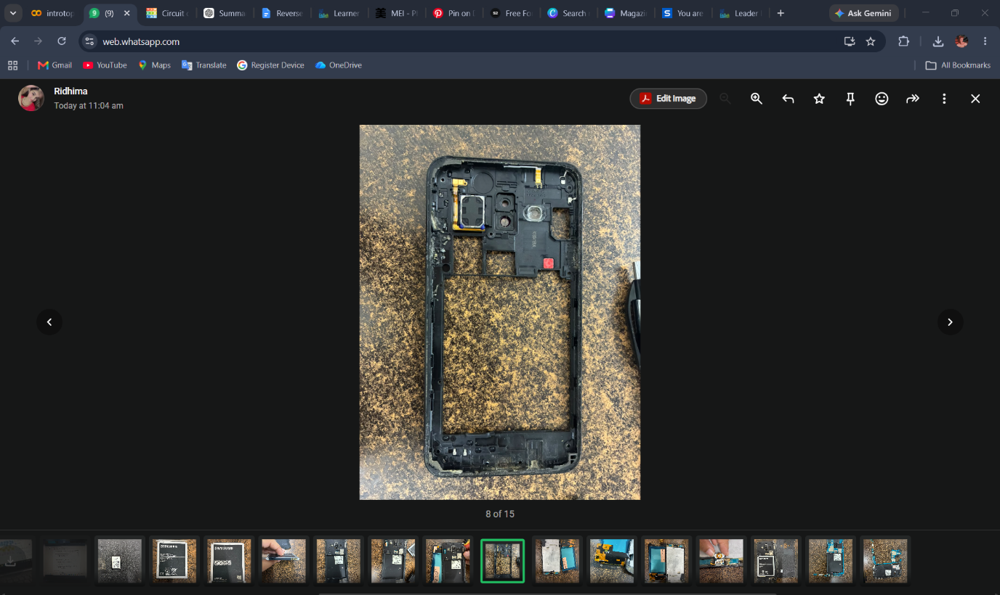 introtop
(9)
Circuit
Summa
Reverse
Learner
MEI - P
Pin on
Free Fo
Search
Magazi
You are
Leader
Ask Gemini
web.whatsapp.com
Gmail
YouTube
Maps
Translate
Register Device
OneDrive
All Bookmarks
Ridhima
Today at 11:04 am
Edit Image
8 of 15
SAMSUNG
SAMSUNG